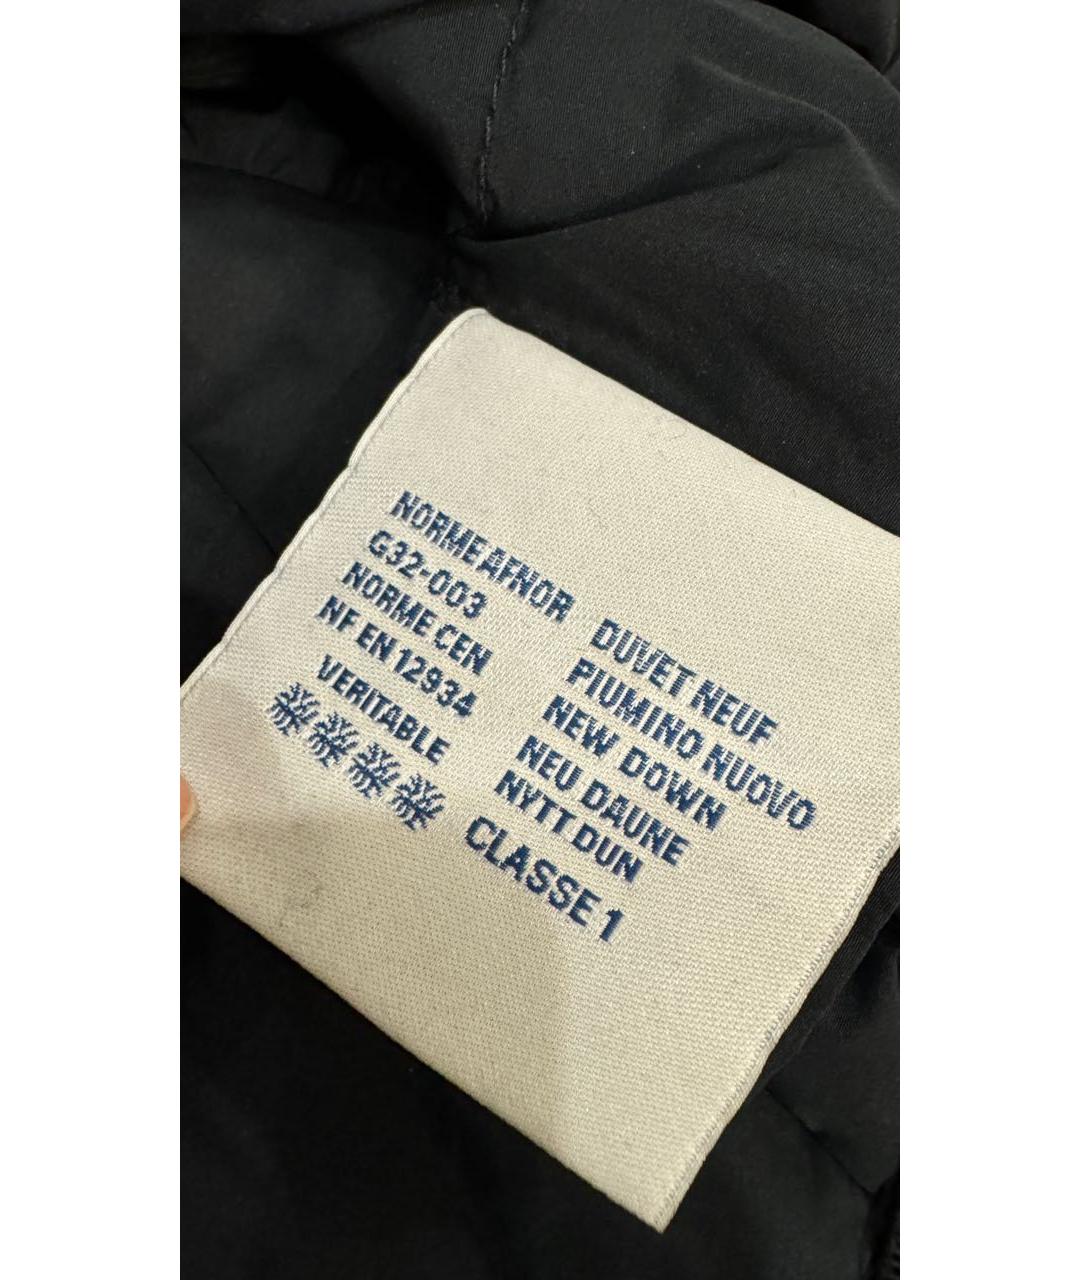 NORME AFNOR
G32-003
NORME CEN
NF EN 12934
VERITABLE
DUVET NEUF
PIUMINO NUOVO
NEW DOWN
NEU DAUNE
NYTT DUN
CLASSE 1